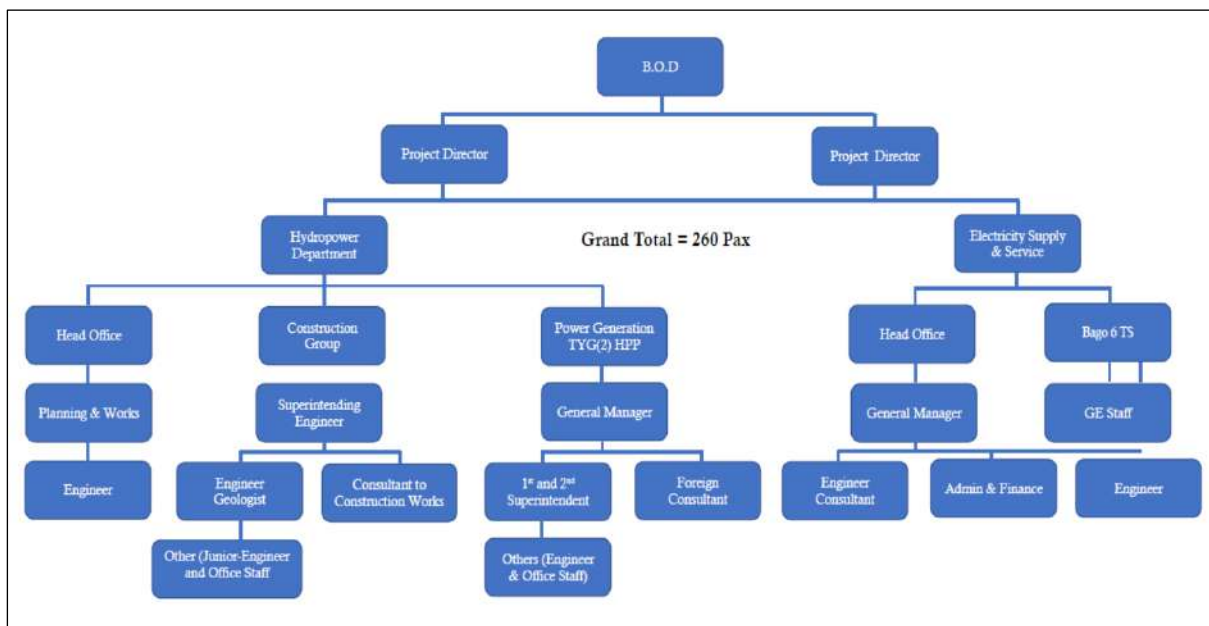 B.O.D
Project Director
Project Director
Hydropower
Department
Grand Total = 260 Pax
Electricity Supply
& Service
Head Office
Construction
Group
Power Generation
TYG(2) HPP
Head Office
Bago 6 TS
Planning & Works
Superintending
Engineer
General Manager
General Manager
GE Staff
Engineer
Engineer
Geologist
Consultant to
Construction Works
1st and 2nd
Superintendent
Foreign
Consultant
Engineer
Consultant
Admin & Finance
Engineer
Other (Junior-Engineer
and Office Staff
Others (Engineer
& Office Staff)